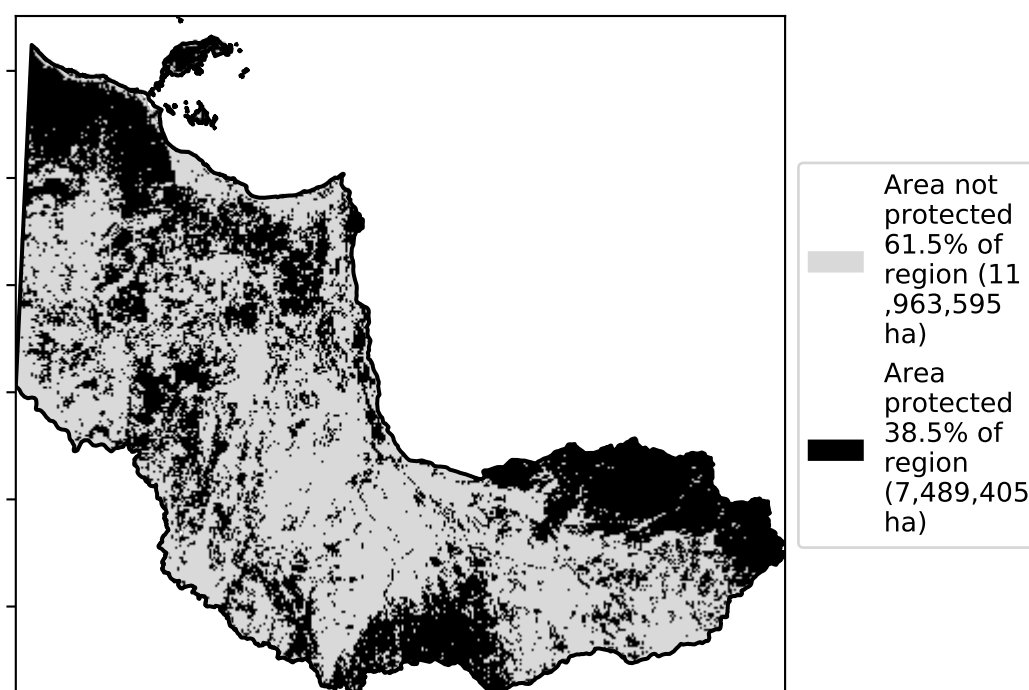 Area not
protected
61.5% of
region (11
,963,595
ha)
Area
protected
38.5% of
region
(7,489,405
ha)